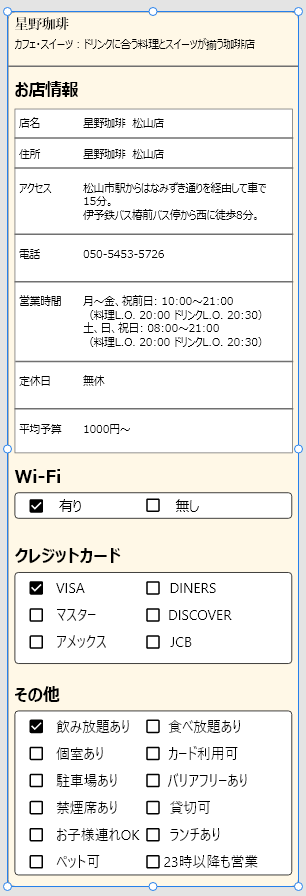 星野珈琲
カフェ・スイーツ：ドリンクに合う料理とスイーツが揃う珈琲店
お店情報
店名 星野珈琲 松山店
住所 星野珈琲 松山店
アクセス 松山市駅からはなみずき通りを経由して車で
15分。
伊予鉄バス椿前バス停から西に徒歩8分。
電話 050-5453-5726
営業時間 月～金、祝前日: 10:00～21:00
（料理L.O. 20:00 ドリンクL.O. 20:30）
土、日、祝日: 08:00～21:00
（料理L.O. 20:00 ドリンクL.O. 20:30）
定休日 無休
平均予算 1000円～
Wi-Fi
有り 無し
クレジットカード
VISA DINERS
マスター DISCOVER
アメックス JCB
その他
飲み放題あり 食べ放題あり
個室あり カード利用可
駐車場あり バリアフリーあり
禁煙席あり 貸切可
お子様連れOK ランチあり
ペット可 23時以降も営業